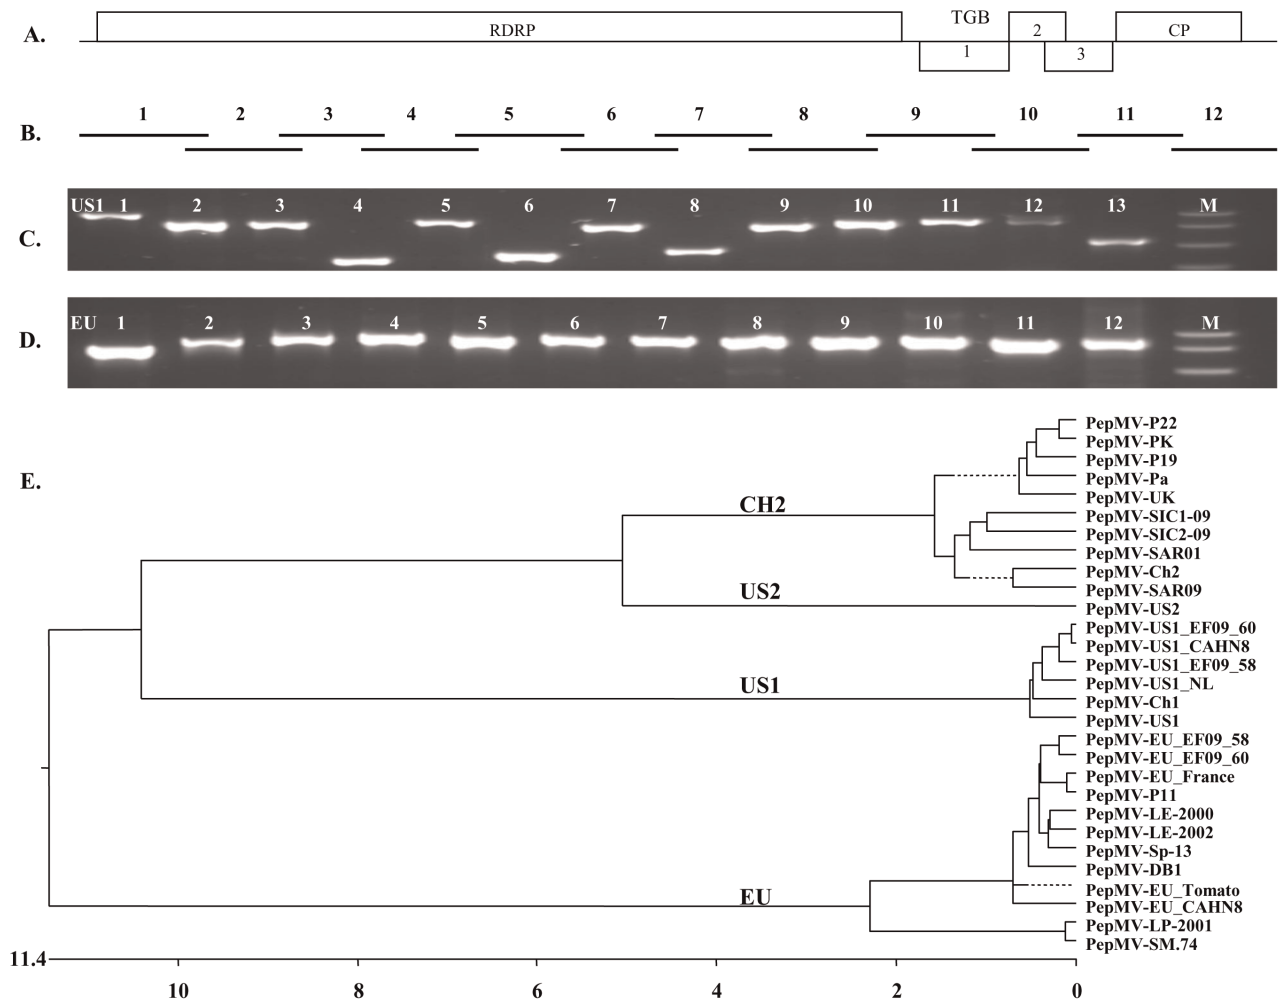 A. RDRP TGB 1 2 3 CP
B. 1 2 3 4 5 6 7 8 9 10 11 12
C. US1 1 2 3 4 5 6 7 8 9 10 11 12 13 M
D. EU 1 2 3 4 5 6 7 8 9 10 11 12 M
E.
PepMV-P22
PepMV-PK
PepMV-P19
PepMV-Pa
PepMV-UK
CH2
PepMV-SIC1-09
PepMV-SIC2-09
PepMV-SAR01
PepMV-Ch2
PepMV-SAR09
US2
PepMV-US2
PepMV-US1_EF09_60
PepMV-US1_CAHN8
PepMV-US1_EF09_58
US1
PepMV-US1_NL
PepMV-Ch1
PepMV-US1
PepMV-EU_EF09_58
PepMV-EU_EF09_60
PepMV-EU_France
PepMV-P11
PepMV-LE-2000
PepMV-LE-2002
PepMV-Sp-13
PepMV-DB1
PepMV-EU_Tomato
EU
PepMV-EU_CAHN8
PepMV-LP-2001
PepMV-SM.74
11.4
10 8 6 4 2 0